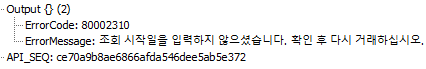 Output {} (2)
ErrorCode: 80002310
ErrorMessage: 조회 시작일을 입력하지 않으셨습니다. 확인 후 다시 거래하십시오.
API_SEQ: ce70a9b8ae6866afda546dee5ab5e372